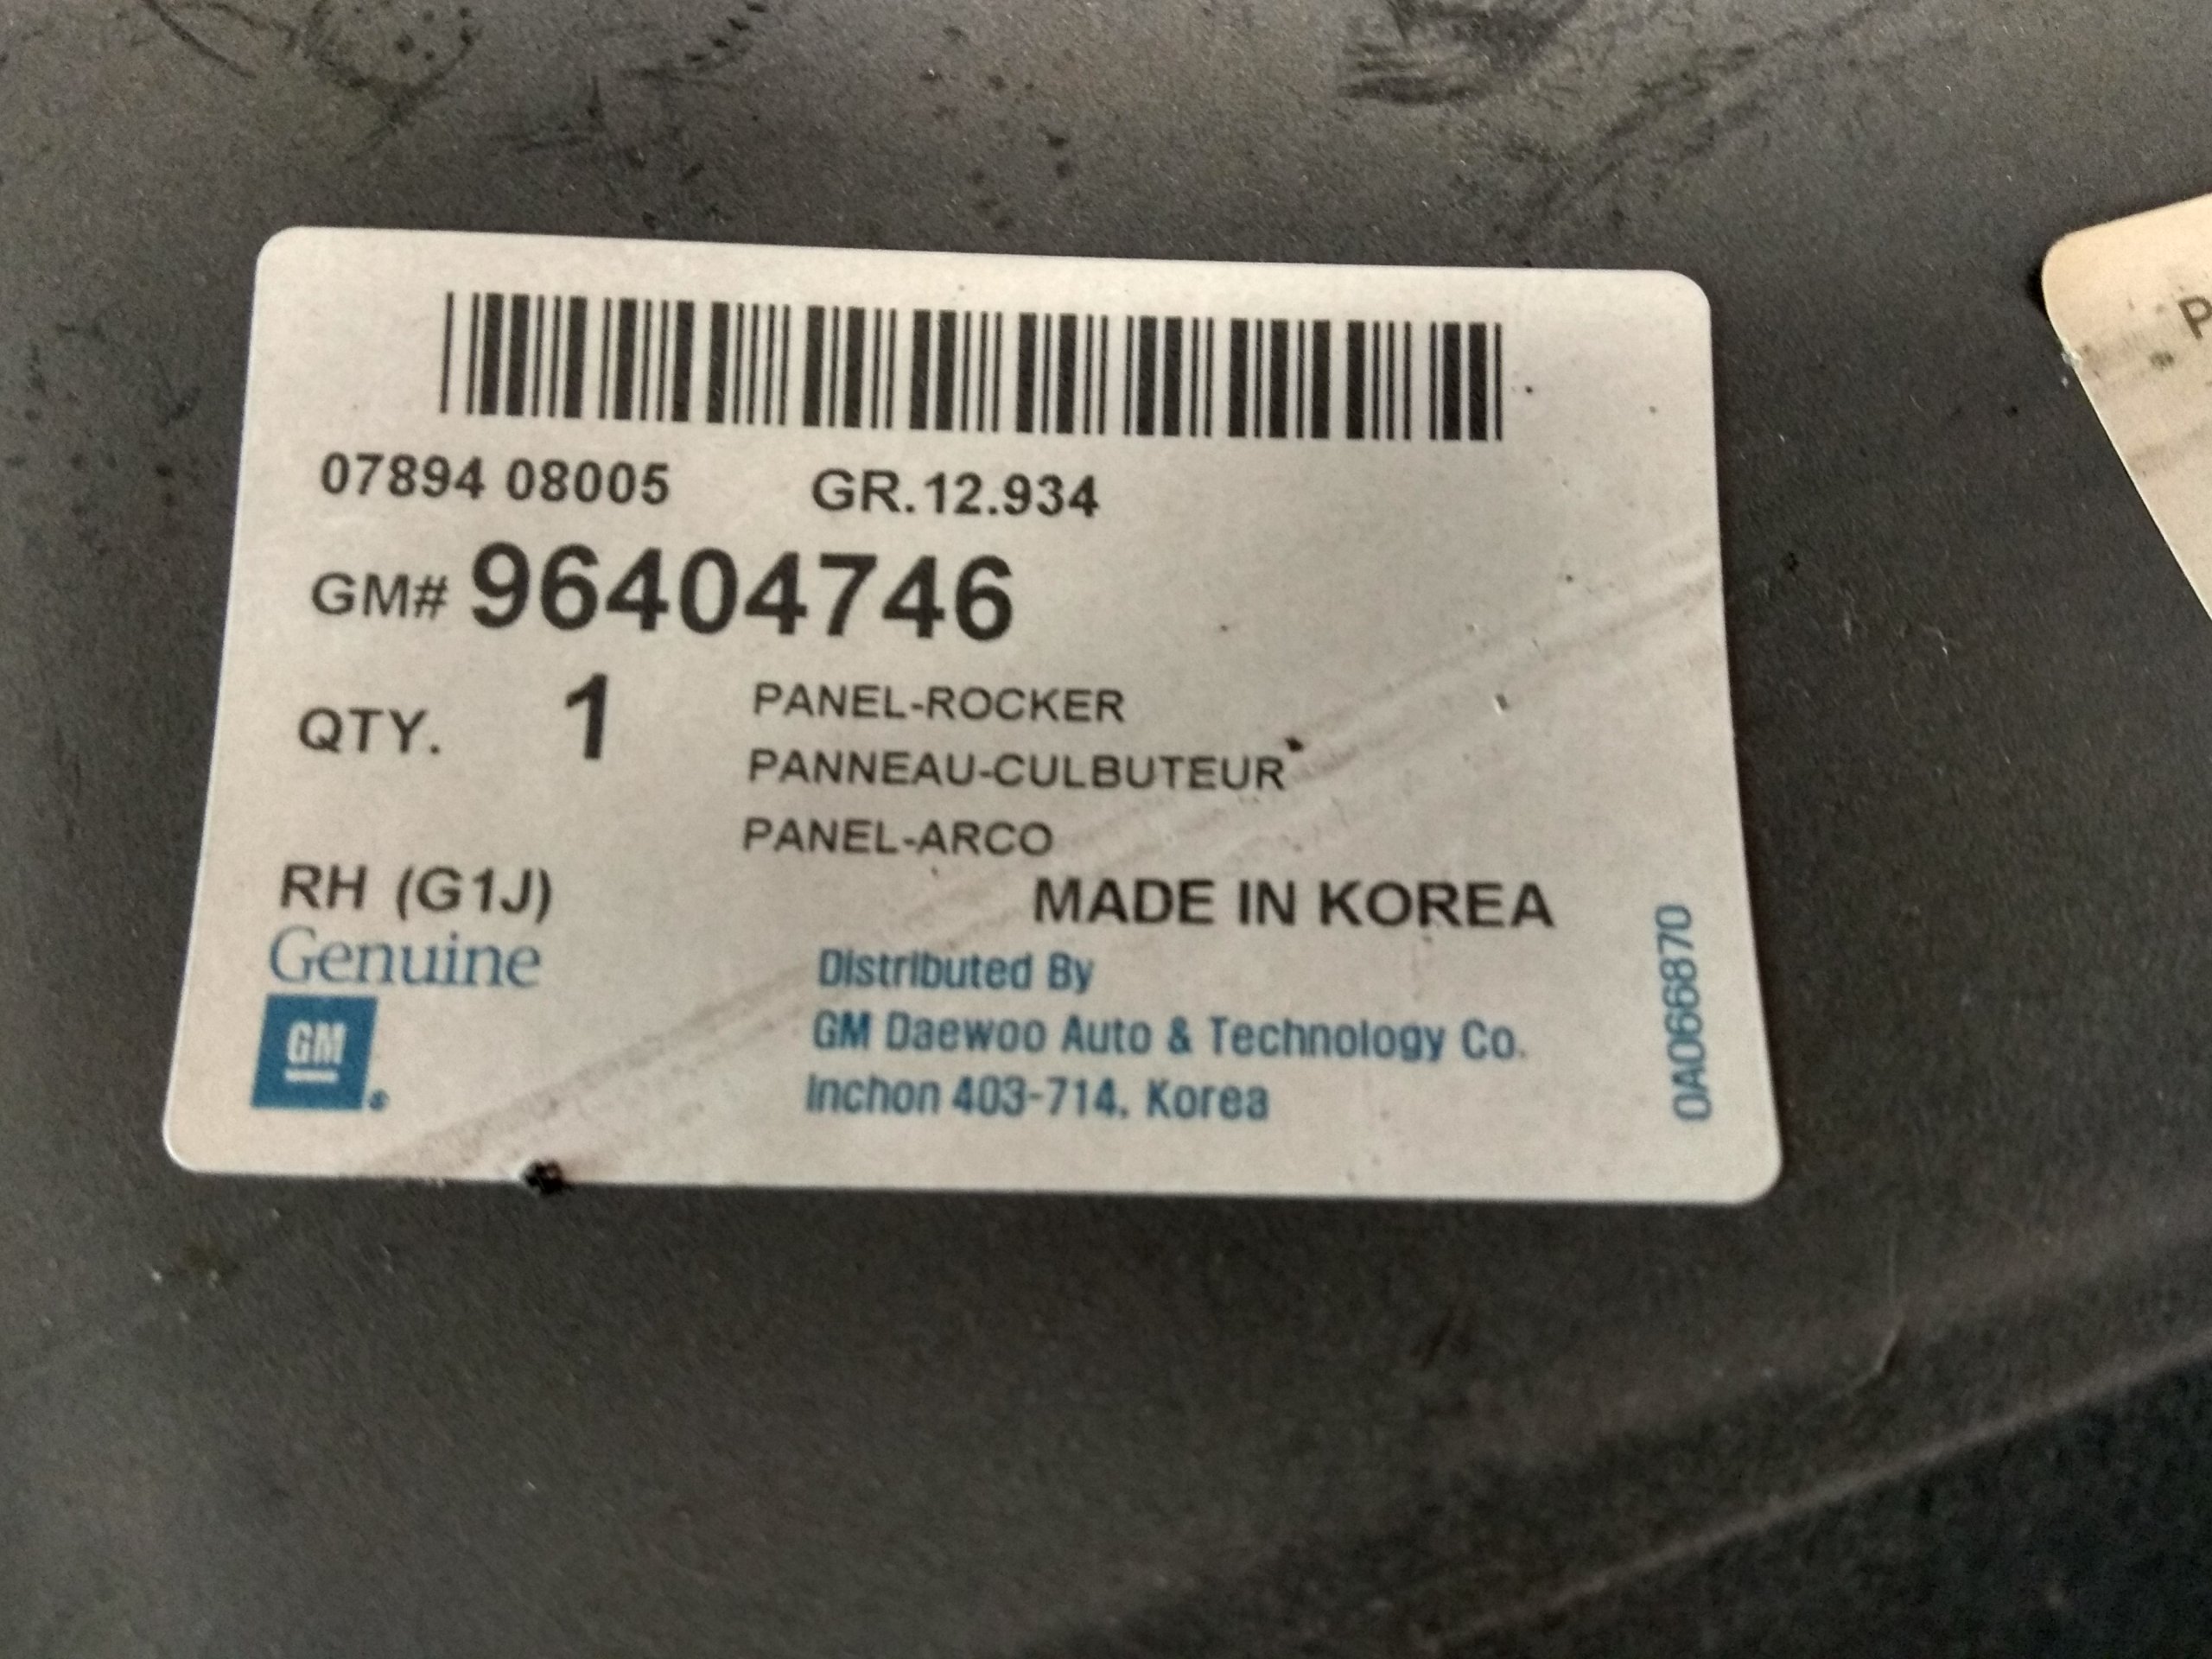 07894 08005 GR.12.934
GM# 96404746
QTY. 1 PANEL-ROCKER
PANNEAU-CULBUTEUR
PANEL-ARCO
RH (G1J) MADE IN KOREA
Genuine
GM
Distributed By
GM Daewoo Auto & Technology Co.
Inchon 403-714, Korea
0A066870
P